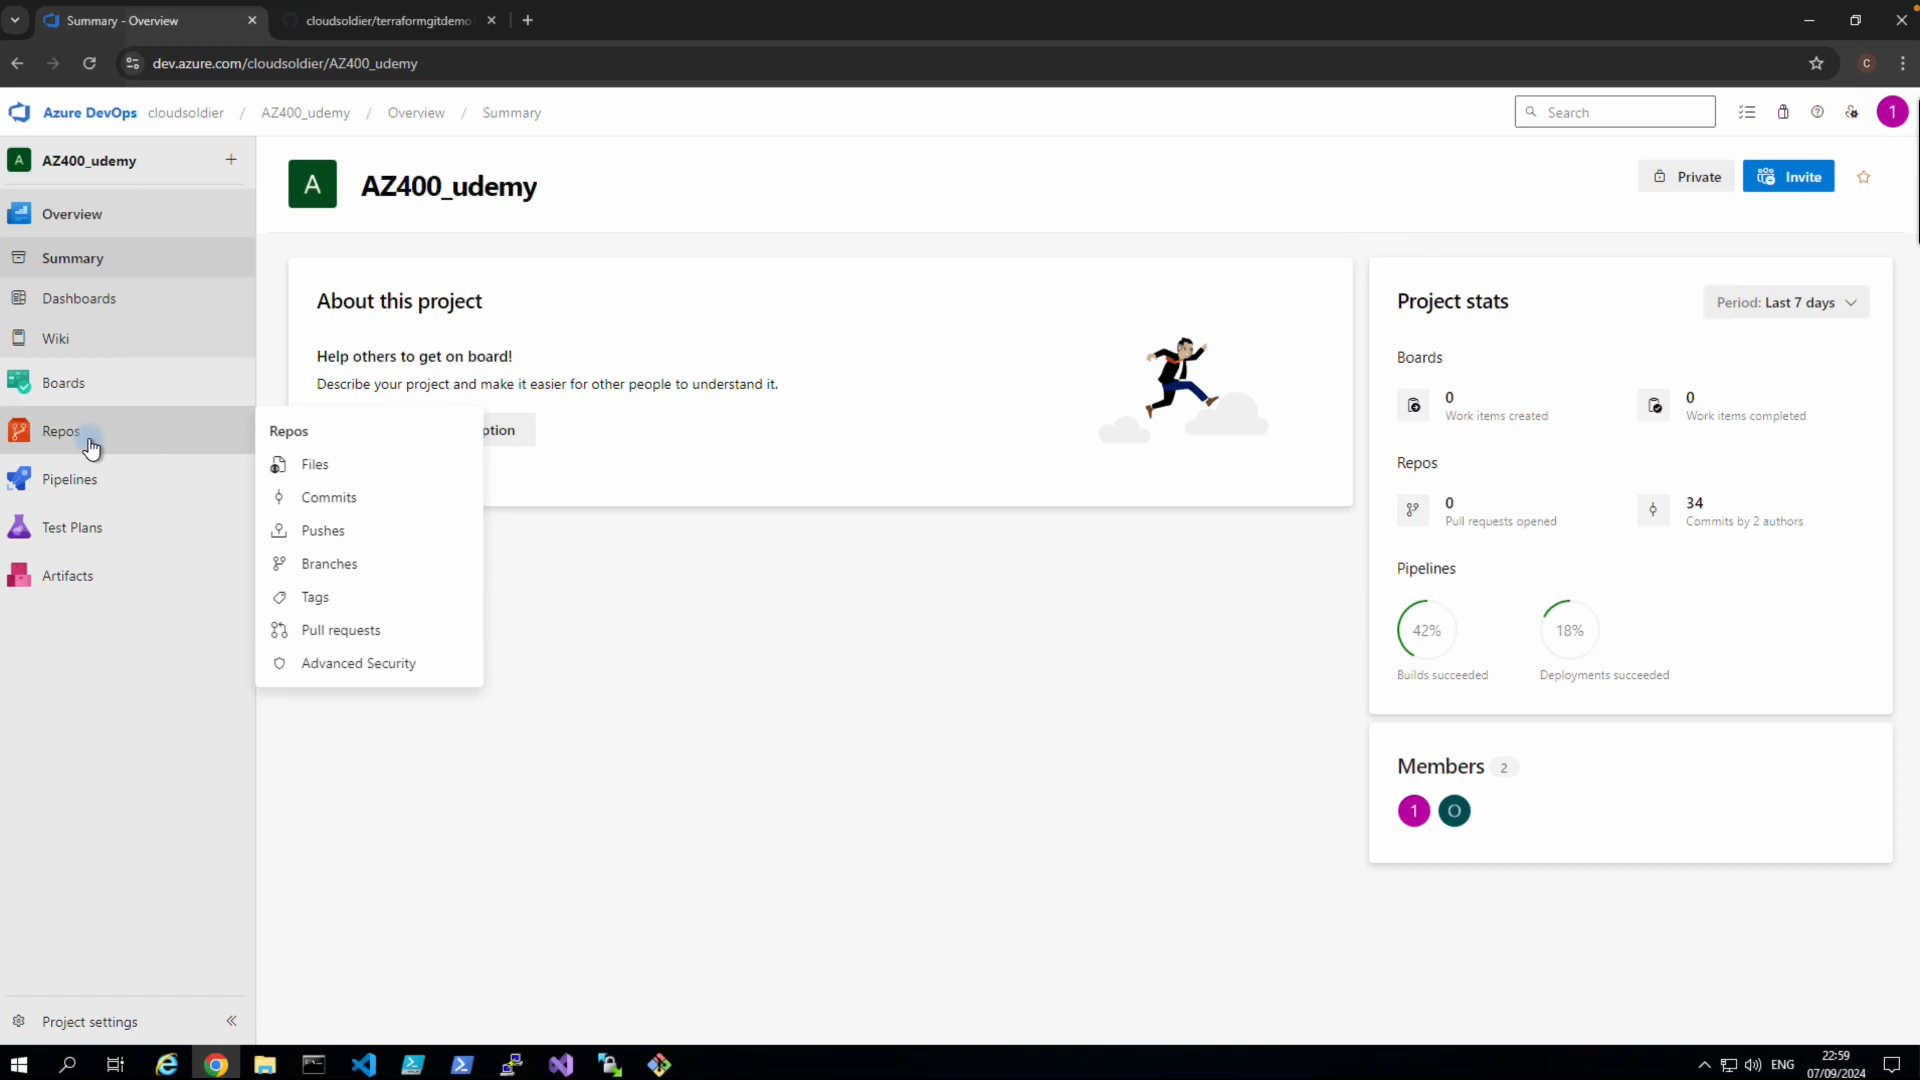 Summary - Overview
cloudsoldier/terraformgitdemo
dev.azure.com/cloudsoldier/AZ400_udemy
C
Azure DevOps cloudsoldier / AZ400_udemy / Overview / Summary
Search
1
A AZ400_udemy
Overview
Summary
Dashboards
Wiki
Boards
Repos
Pipelines
Test Plans
Artifacts
Project settings
Repos
Files
Commits
Pushes
Branches
Tags
Pull requests
Advanced Security
A AZ400_udemy
Private
Invite
About this project
Help others to get on board!
Describe your project and make it easier for other people to understand it.
ption
Project stats
Period: Last 7 days
Boards
0
Work items created
0
Work items completed
Repos
0
Pull requests opened
34
Commits by 2 authors
Pipelines
42%
Builds succeeded
18%
Deployments succeeded
Members 2
1 O
ENG
22:59
07/09/2024